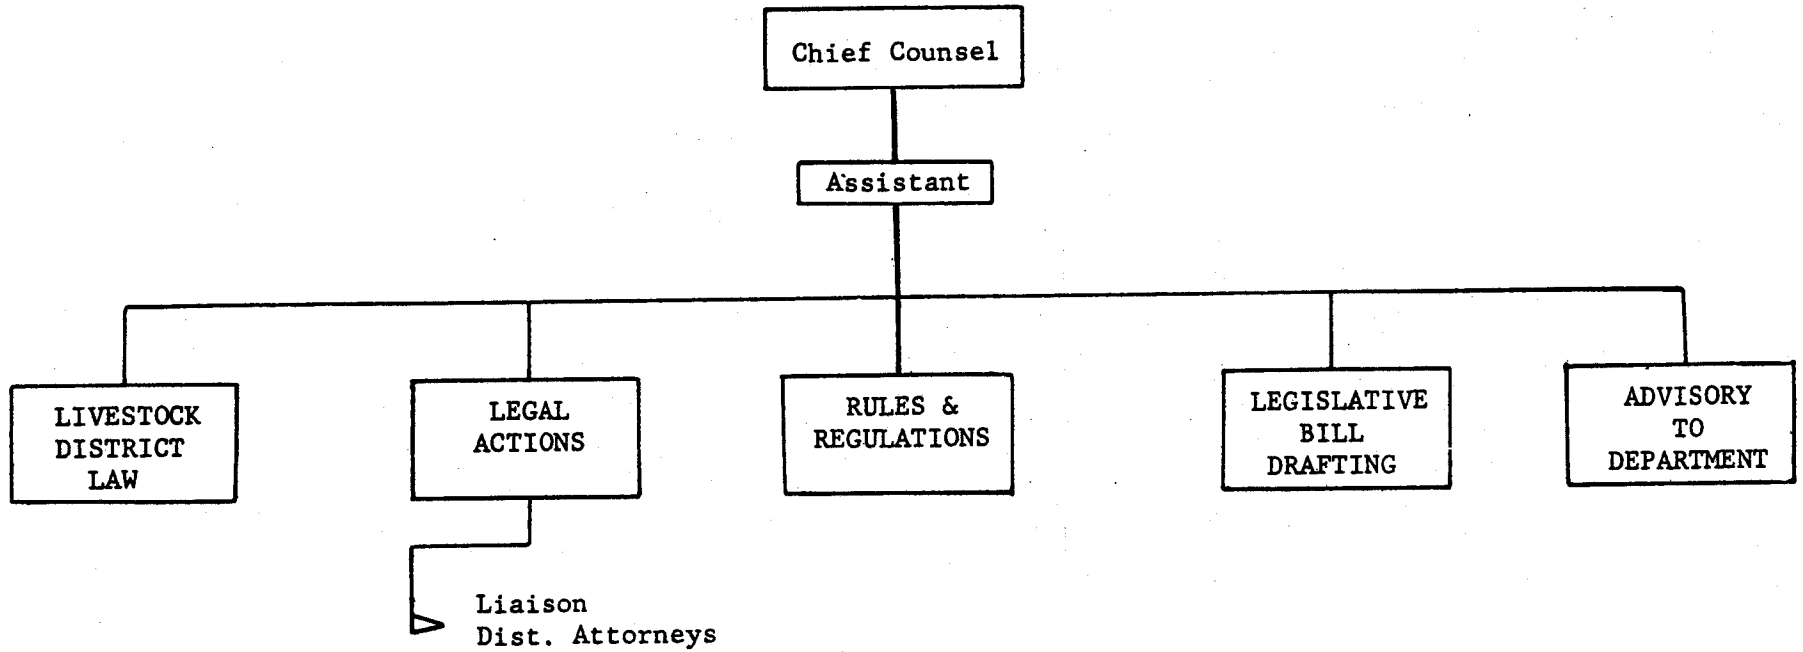 Chief Counsel
Assistant
LIVESTOCK
DISTRICT
LAW
LEGAL
ACTIONS
RULES &
REGULATIONS
LEGISLATIVE
BILL
DRAFTING
ADVISORY
TO
DEPARTMENT
Liaison
Dist. Attorneys